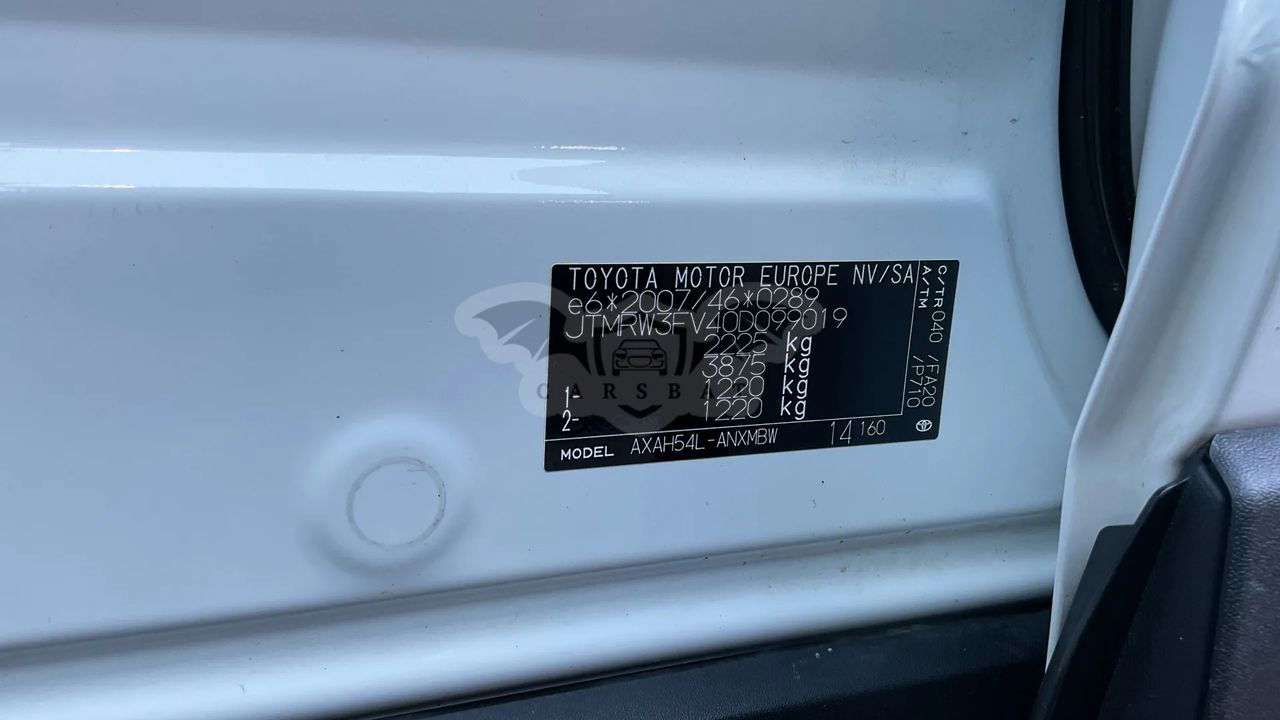 TOYOTA MOTOR EUROPE NV/SA
e6*2007/46*0289
JTMRW3FV40D099019
2225 kg
3875 kg
1- 1220 kg
2- 1220 kg
C/TR 040 /FA20
A/TM /P710
MODEL AXAH54L-ANXMBW 14 160
CARSBAT